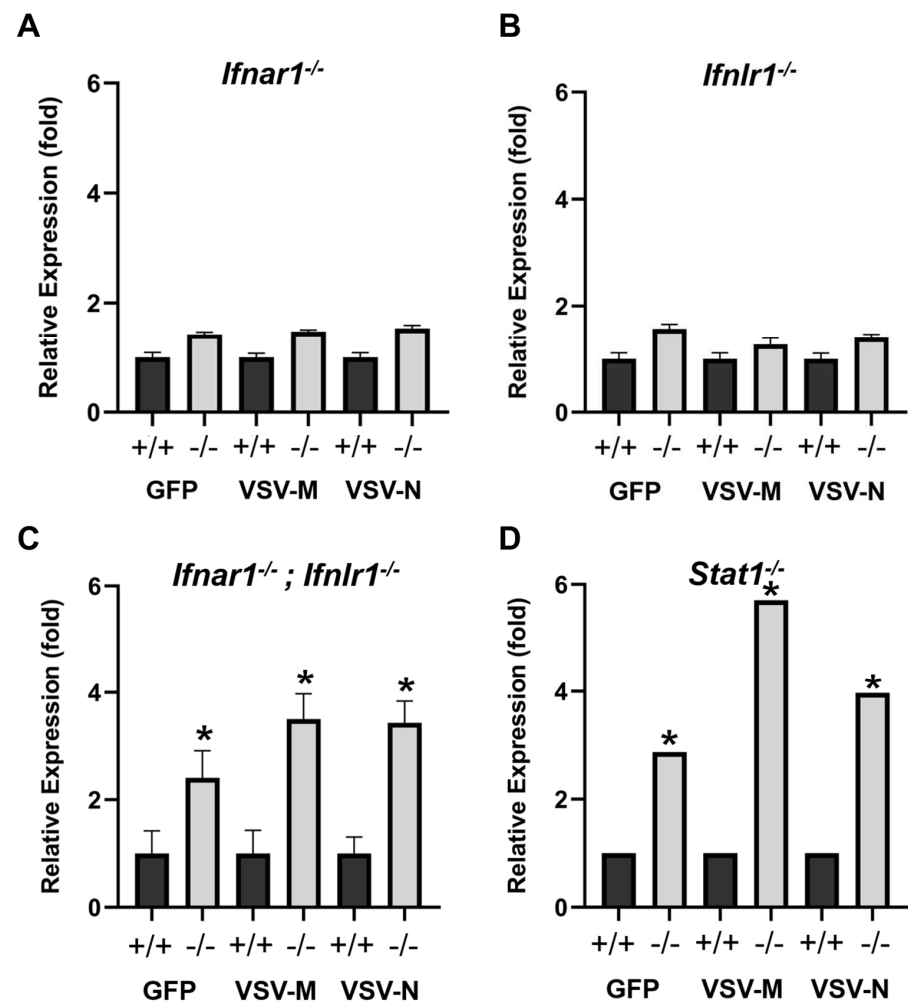 A
Ifnar1-/-
Relative Expression (fold)
6
4
2
0
+/+ -/- +/+ -/- +/+ -/-
GFP VSV-M VSV-N
B
Ifnlr1-/-
Relative Expression (fold)
6
4
2
0
+/+ -/- +/+ -/- +/+ -/-
GFP VSV-M VSV-N
C
Ifnar1-/- ; Ifnlr1-/-
Relative Expression (fold)
6
4
2
0
* * *
+/+ -/- +/+ -/- +/+ -/-
GFP VSV-M VSV-N
D
Stat1-/-
Relative Expression (fold)
6
4
2
0
* * *
+/+ -/- +/+ -/- +/+ -/-
GFP VSV-M VSV-N